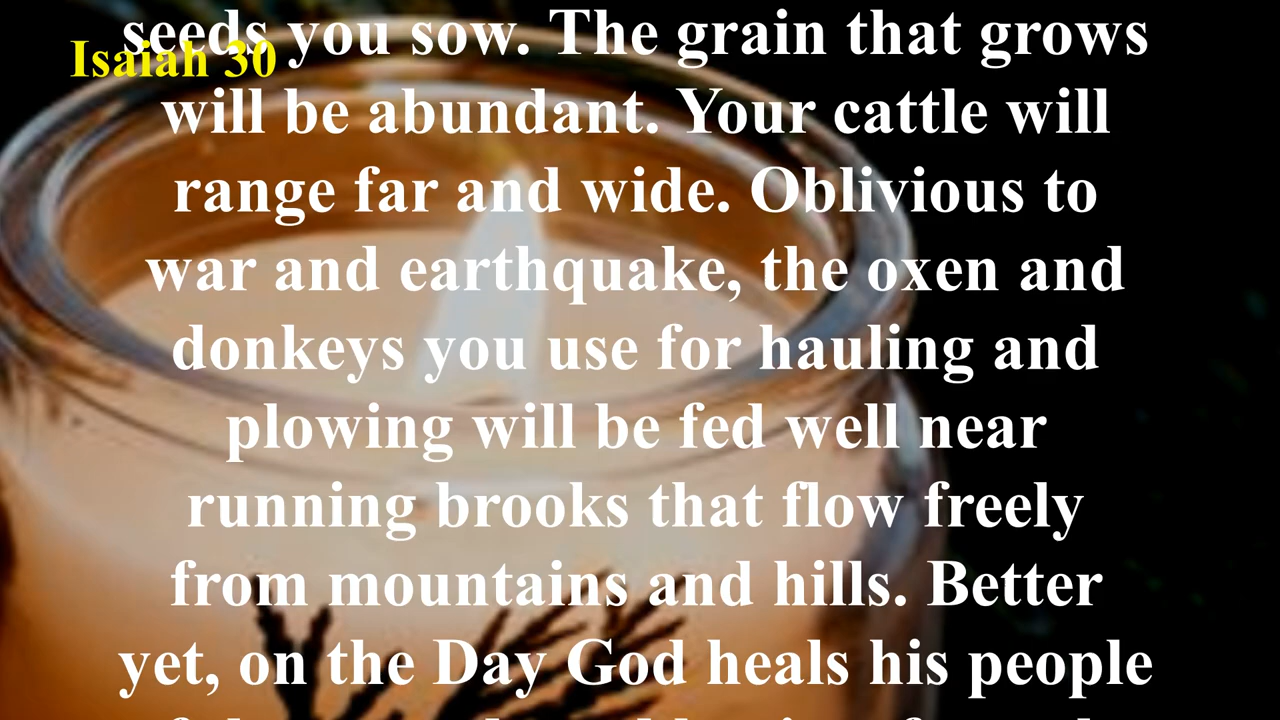 seeds you sow. The grain that grows
Isaiah 30
will be abundant. Your cattle will
range far and wide. Oblivious to
war and earthquake, the oxen and
donkeys you use for hauling and
plowing will be fed well near
running brooks that flow freely
from mountains and hills. Better
yet, on the Day God heals his people